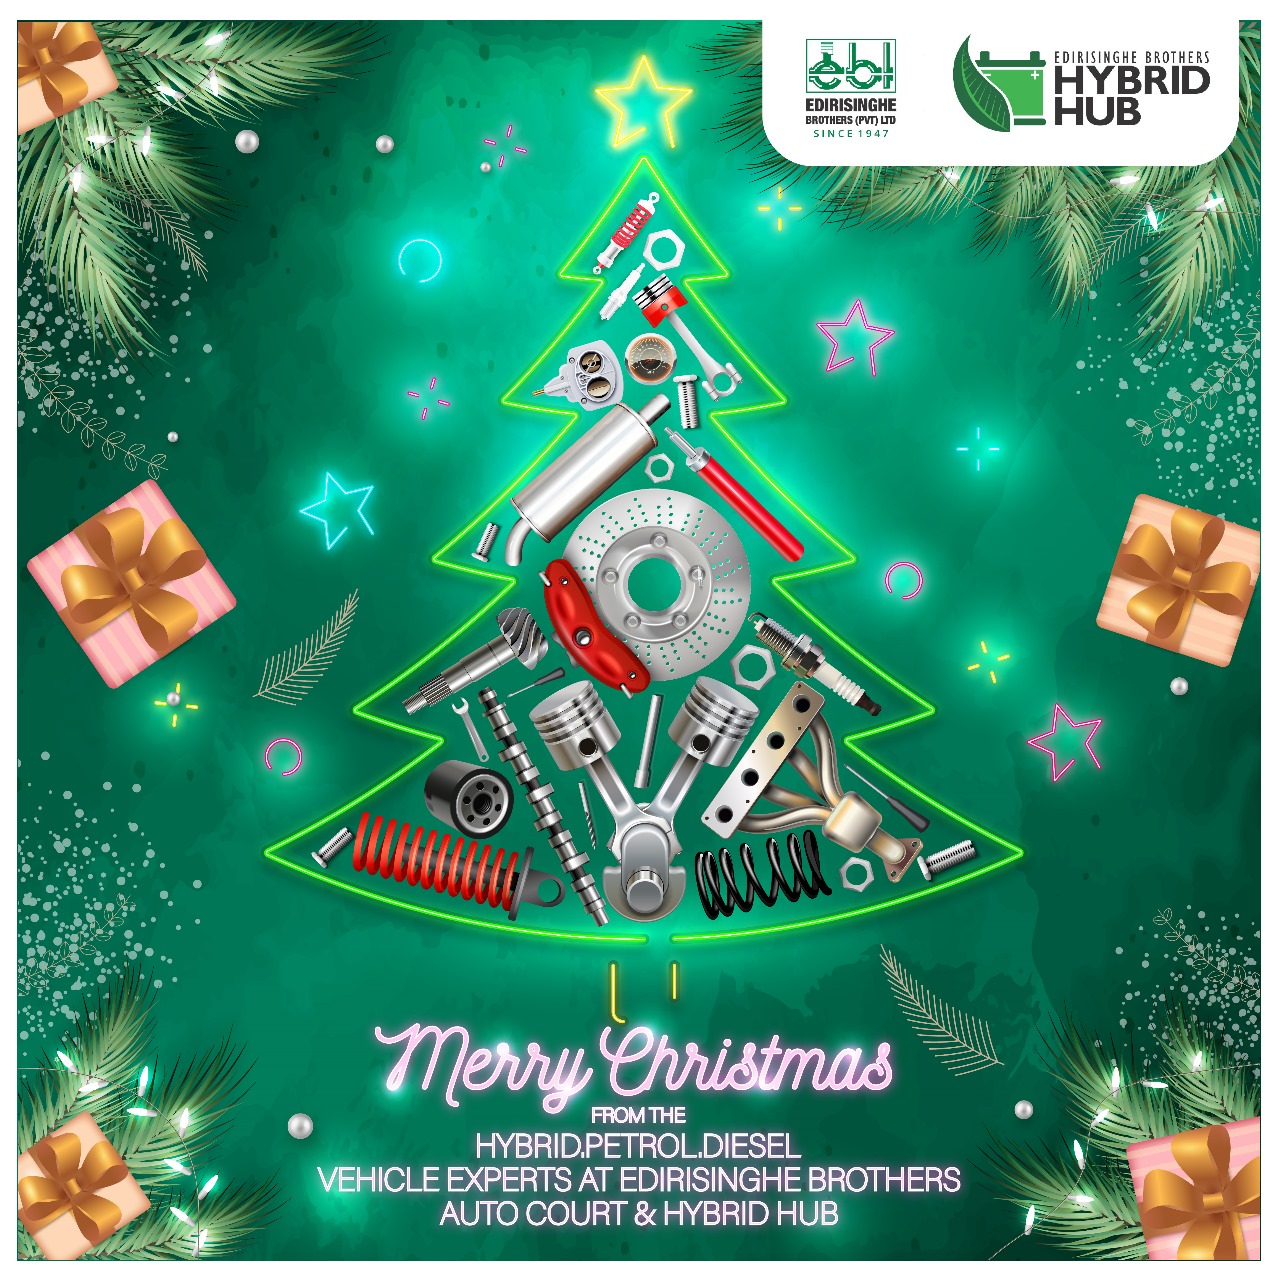 ebl
EDIRISINGHE
BROTHERS (PVT) LTD
SINCE 1947
EDIRISINGHE BROTHERS
HYBRID
HUB
Merry Christmas
FROM THE
HYBRID.PETROL.DIESEL
VEHICLE EXPERTS AT EDIRISINGHE BROTHERS
AUTO COURT & HYBRID HUB